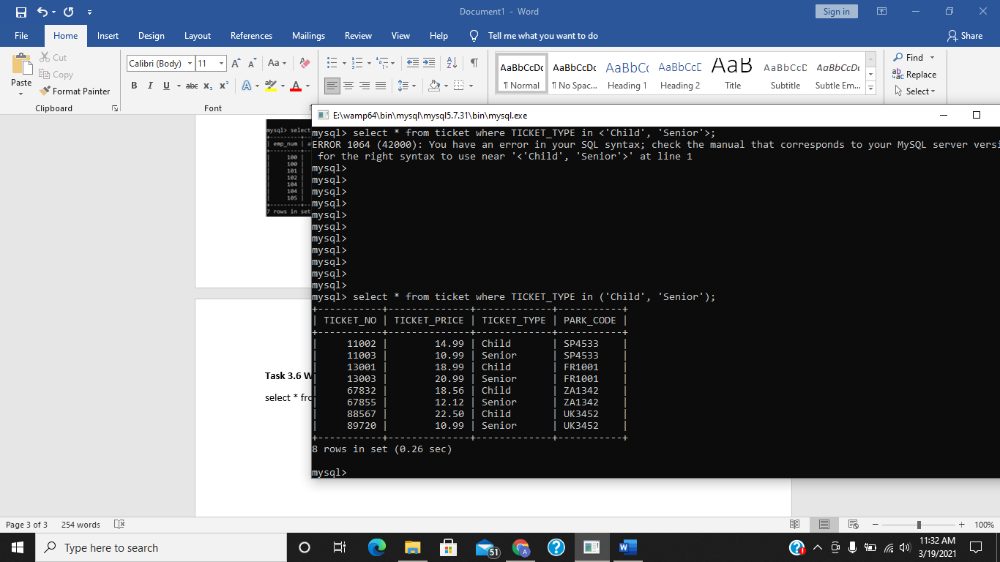 Document1 - Word
Sign in
File Home Insert Design Layout References Mailings Review View Help Tell me what you want to do Share
Paste
Cut
Copy
Format Painter
Clipboard
Calibri (Body) 11
B I U abc x₂ x²
Font
AaBbCcDc AaBbCcDc AaBbCc AaBbCcD AaB AaBbCcD AaBbCcDc
¶ Normal ¶ No Spac... Heading 1 Heading 2 Title Subtitle Subtle Em...
Find
Replace
Select
mysql> select
emp_num
100
100
101
102
104
104
105
7 rows in set
E:\wamp64\bin\mysql\mysql5.7.31\bin\mysql.exe
mysql> select * from ticket where TICKET_TYPE in <'Child', 'Senior'>;
ERROR 1064 (42000): You have an error in your SQL syntax; check the manual that corresponds to your MySQL server versi
for the right syntax to use near '<'Child', 'Senior'>' at line 1
mysql>
mysql>
mysql>
mysql>
mysql>
mysql>
mysql>
mysql>
mysql>
mysql>
mysql>
mysql> select * from ticket where TICKET_TYPE in ('Child', 'Senior');
+-----------+--------------+-------------+-----------+
| TICKET_NO | TICKET_PRICE | TICKET_TYPE | PARK_CODE |
+-----------+--------------+-------------+-----------+
| 11002 | 14.99 | Child | SP4533 |
| 11003 | 10.99 | Senior | SP4533 |
| 13001 | 18.99 | Child | FR1001 |
| 13003 | 20.99 | Senior | FR1001 |
| 67832 | 18.56 | Child | ZA1342 |
| 67855 | 12.12 | Senior | ZA1342 |
| 88567 | 22.50 | Child | UK3452 |
| 89720 | 10.99 | Senior | UK3452 |
+-----------+--------------+-------------+-----------+
8 rows in set (0.26 sec)
mysql>
Task 3.6 W
select * fro
Page 3 of 3 254 words
100%
Type here to search
51
11:32 AM
3/19/2021